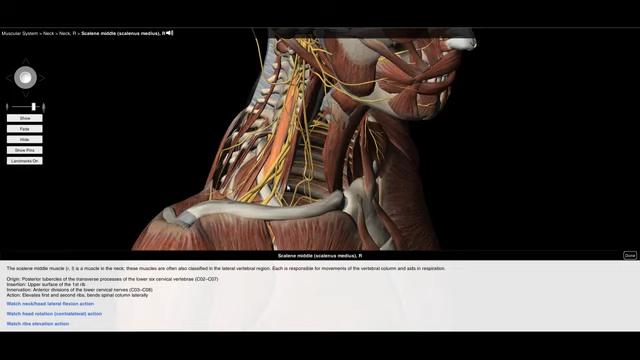 Muscular System > Neck > Neck, R > Scalene middle (scalenus medius), R
Show
Fade
Hide
Show Pins
Landmarks On
Scalene middle (scalenus medius), R
Done
The scalene middle muscle (r, l) is a muscle in the neck; these muscles are often also classified in the lateral vertebral region. Each is responsible for movements of the vertebral column and aids in respiration.
Origin: Posterior tubercles of the transverse processes of the lower six cervical vertebrae (C02–C07)
Insertion: Upper surface of the 1st rib
Innervation: Anterior divisions of the lower cervical nerves (C03–C08)
Action: Elevates first and second ribs, bends spinal column laterally
Watch neck/head lateral flexion action
Watch head rotation (contralateral) action
Watch ribs elevation action